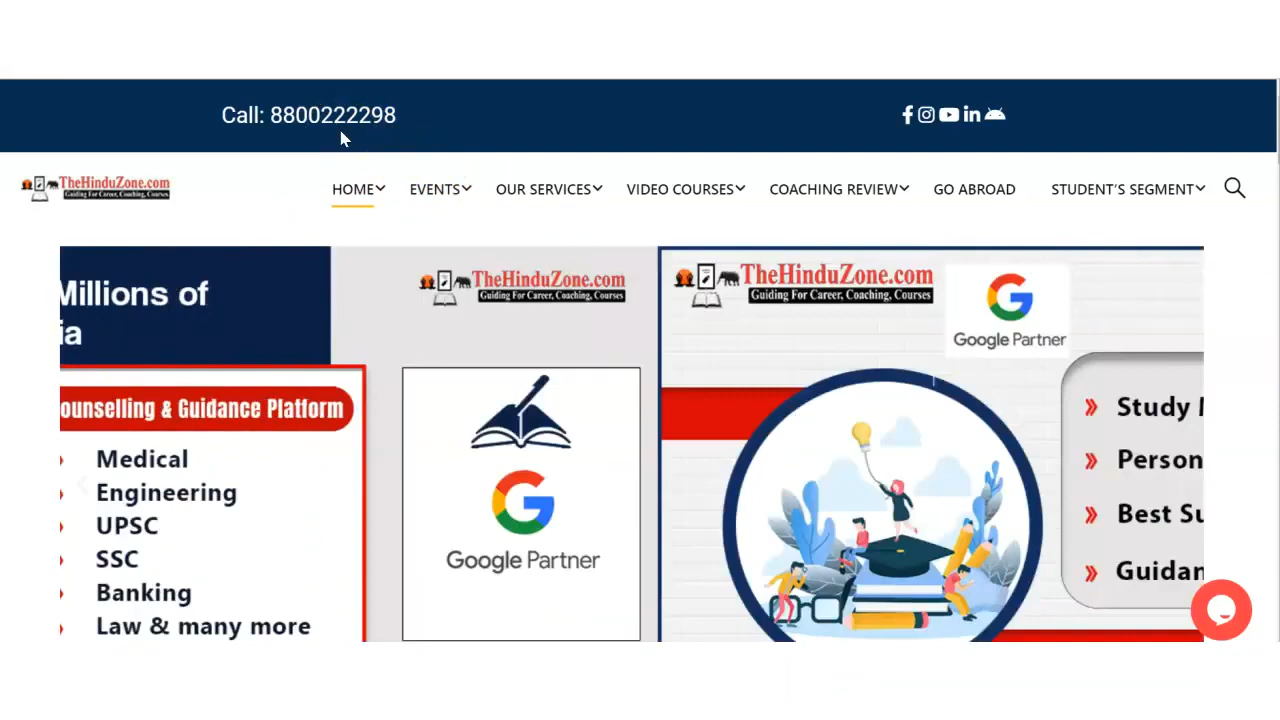 Call: 8800222298
TheHinduZone.com
Guiding For Career, Coaching, Courses
HOME EVENTS OUR SERVICES VIDEO COURSES COACHING REVIEW GO ABROAD STUDENT'S SEGMENT
Millions of
ia
ounselling & Guidance Platform
Medical
Engineering
UPSC
SSC
Banking
Law & many more
TheHinduZone.com
Guiding For Career, Coaching, Courses
Google Partner
TheHinduZone.com
Guiding For Career, Coaching, Courses
Google Partner
Study
Person
Best Su
Guidan